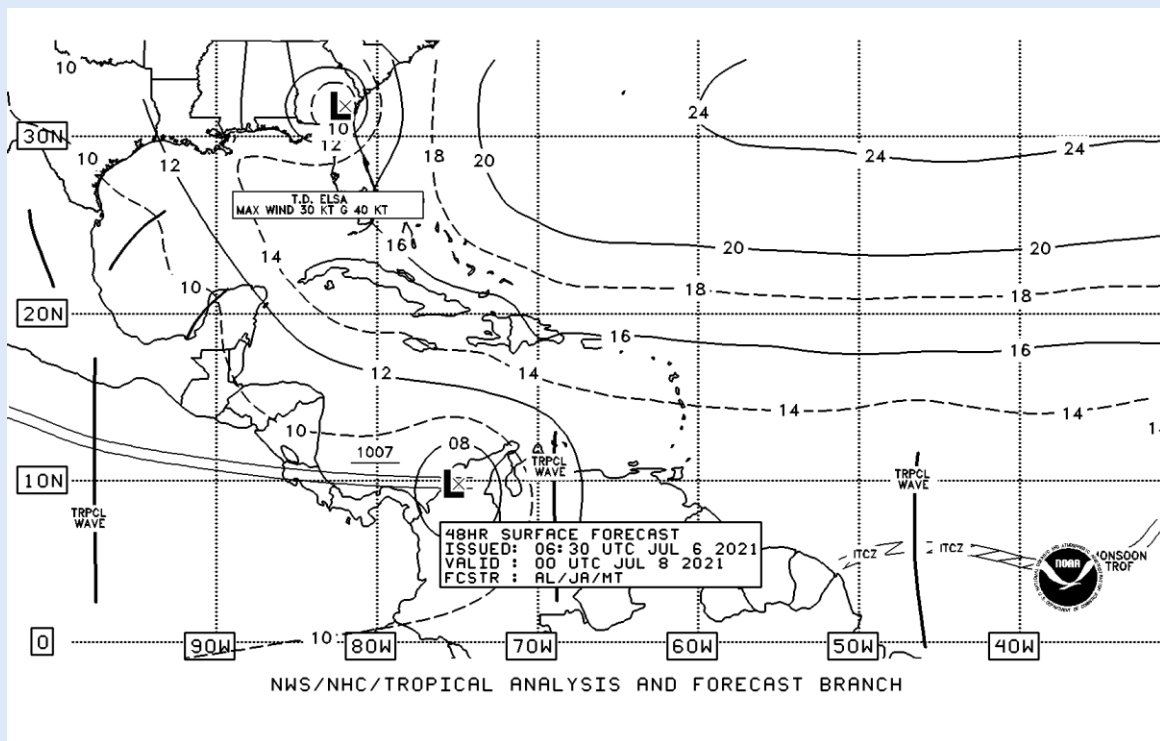 10
24
30N
10
12
10
12
18
20
24
24
T.D. ELSA
MAX WIND 30 KT G 40 KT
16
14
20
20
10
18
18
20N
16
16
12
14
14
14
14
10
08
1007
L
L
TRPCL
WAVE
10N
TRPCL
WAVE
TRPCL
WAVE
48HR SURFACE FORECAST
ISSUED: 06:30 UTC JUL 6 2021
VALID : 00 UTC JUL 8 2021
FCSTR : AL/JA/MT
ITCZ
ITCZ
NOAA
MONSOON
TROF
0
10
90W
80W
70W
60W
50W
40W
NWS/NHC/TROPICAL ANALYSIS AND FORECAST BRANCH